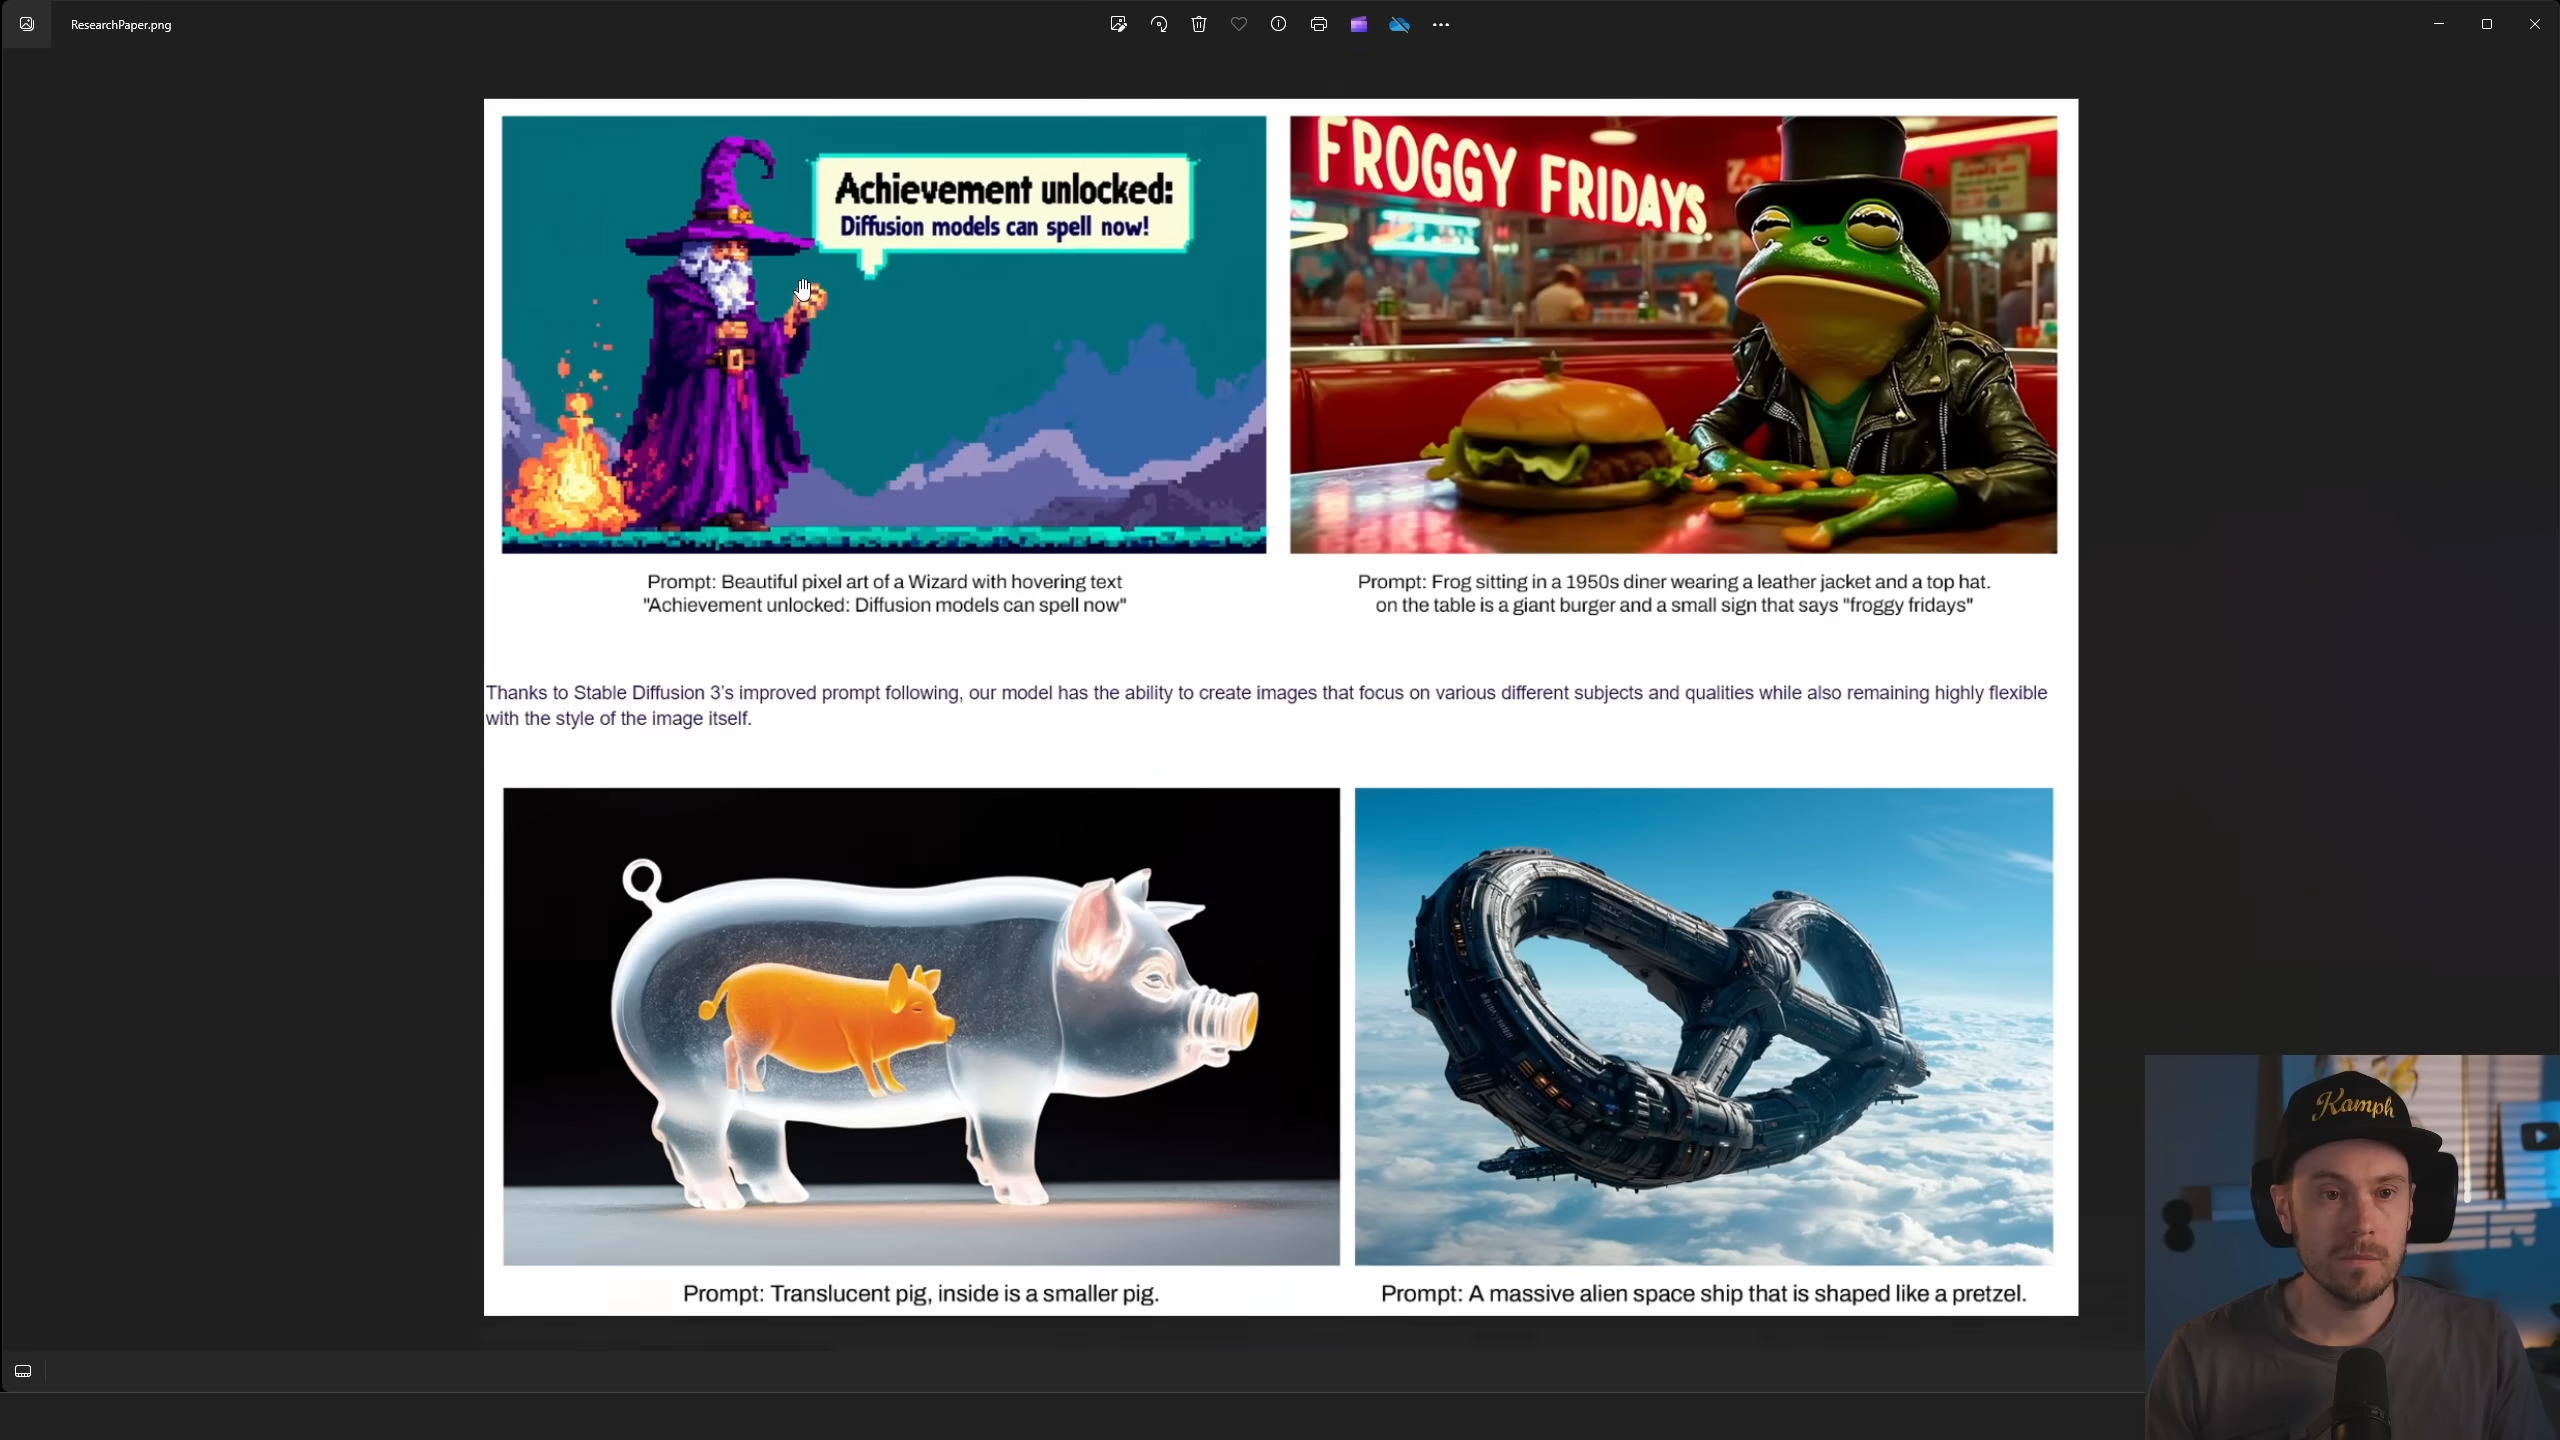 ResearchPaper.png
Achievement unlocked:
Diffusion models can spell now!
FROGGY FRIDAYS
Prompt: Beautiful pixel art of a Wizard with hovering text
"Achievement unlocked: Diffusion models can spell now"
Prompt: Frog sitting in a 1950s diner wearing a leather jacket and a top hat.
on the table is a giant burger and a small sign that says "froggy fridays"
Thanks to Stable Diffusion 3's improved prompt following, our model has the ability to create images that focus on various different subjects and qualities while also remaining highly flexible
with the style of the image itself.
Prompt: Translucent pig, inside is a smaller pig.
Prompt: A massive alien space ship that is shaped like a pretzel.
Kamph